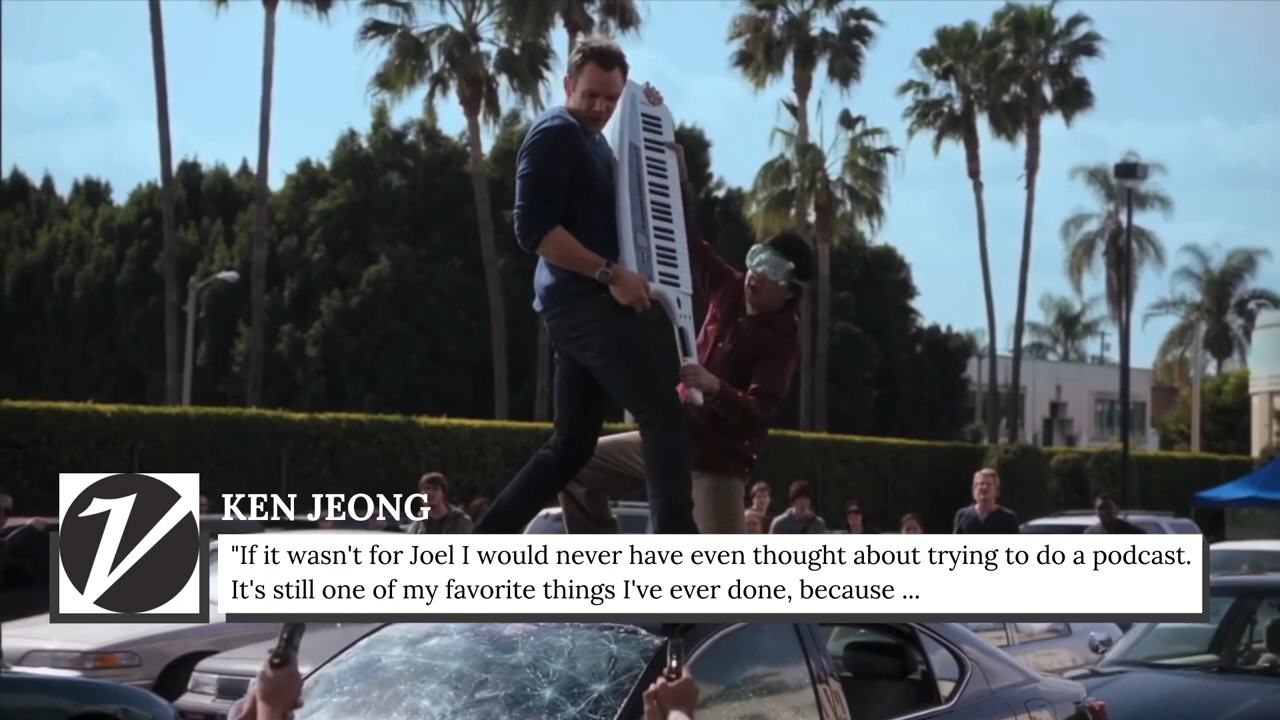 KEN JEONG
"If it wasn't for Joel I would never have even thought about trying to do a podcast.
It's still one of my favorite things I've ever done, because ...